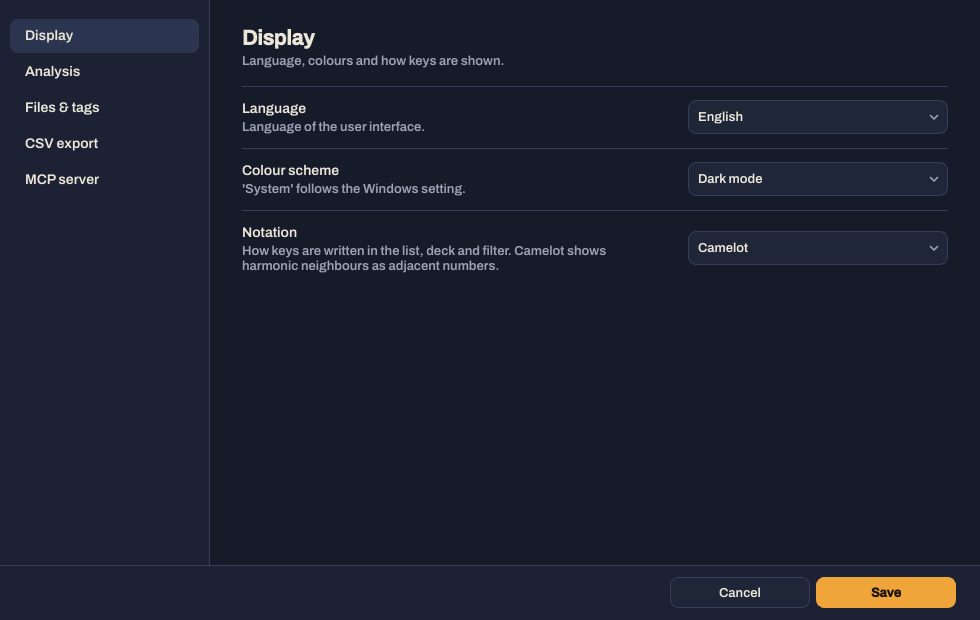 Display
Analysis
Files & tags
CSV export
MCP server
Display
Language, colours and how keys are shown.
Language
Language of the user interface.
English
Colour scheme
'System' follows the Windows setting.
Dark mode
Notation
How keys are written in the list, deck and filter. Camelot shows
harmonic neighbours as adjacent numbers.
Camelot
Cancel
Save